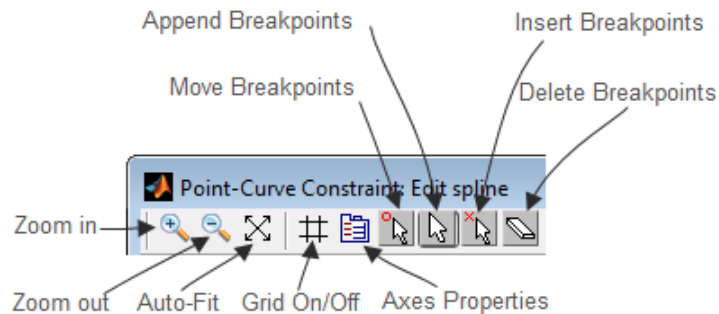 Append Breakpoints
Insert Breakpoints
Move Breakpoints
Delete Breakpoints
Point-Curve Constraint: Edit spline
Zoom in
Zoom out
Auto-Fit
Grid On/Off
Axes Properties